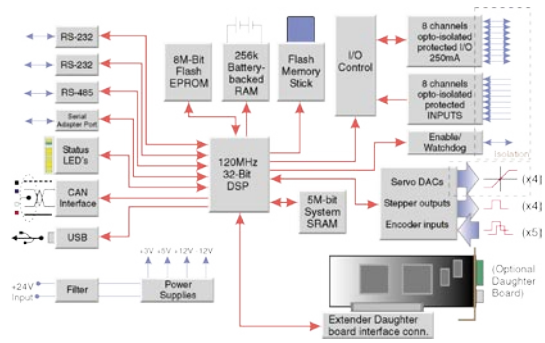 RS-232
RS-232
RS-485
Serial
Adapter Port
Status
LED's
CAN
Interface
USB
+24V
Input
Filter
Power
Supplies
+3V +5V +12V -12V
8M-Bit
Flash
EPROM
256k
Battery-
backed
RAM
Flash
Memory
Stick
I/O
Control
120MHz
32-Bit
DSP
5M-bit
System
SRAM
8 channels
opto-isolated
protected I/O
250mA
8 channels
opto-isolated
protected
INPUTS
Enable/
Watchdog
Isolation
Servo DACs
Stepper outputs
Encoder inputs
(x4)
(x4)
(x5)
(Optional
Daughter
Board)
Extender Daughter
board interface conn.